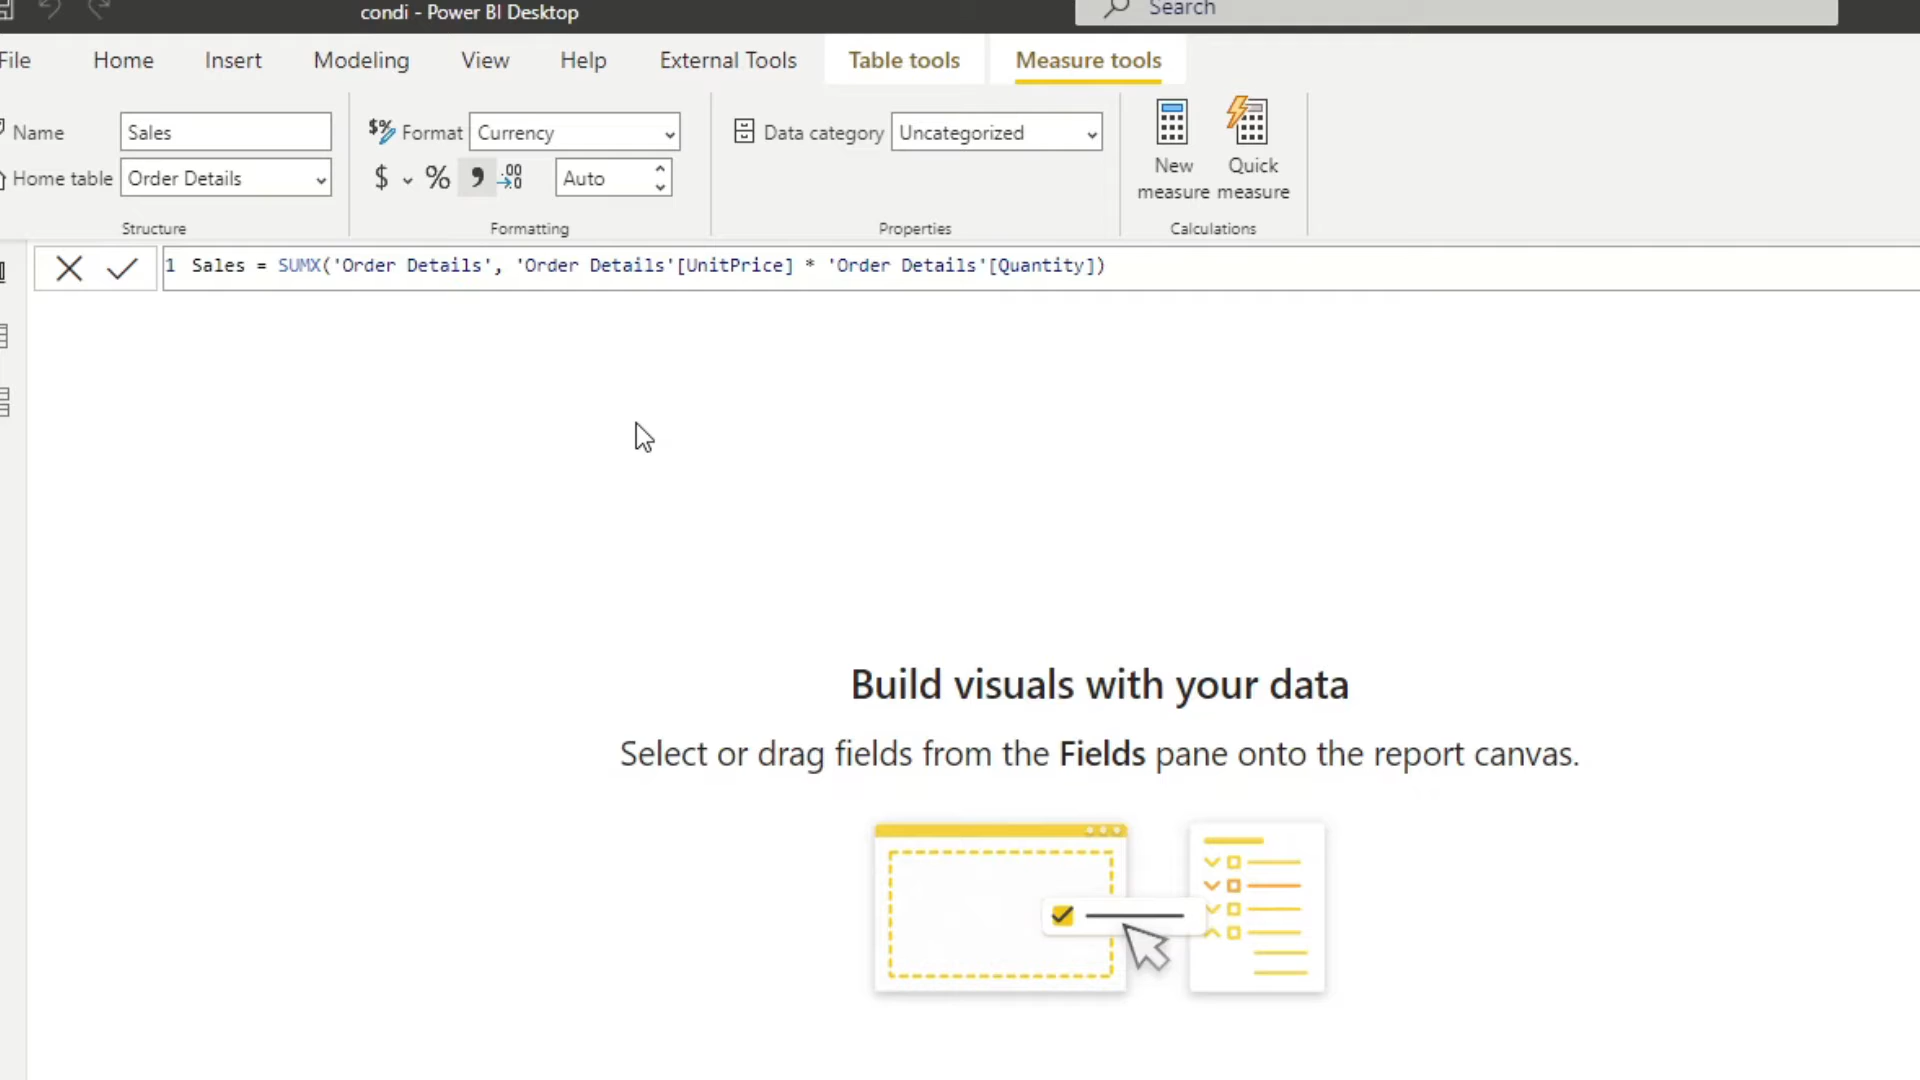 condi - Power BI Desktop
Search
File Home Insert Modeling View Help External Tools Table tools Measure tools
Name Sales
Format Currency
Data category Uncategorized
New measure
Quick measure
Home table Order Details
$ % , .00 Auto
Structure
Formatting
Properties
Calculations
1 Sales = SUMX('Order Details', 'Order Details'[UnitPrice] * 'Order Details'[Quantity])
Build visuals with your data
Select or drag fields from the Fields pane onto the report canvas.